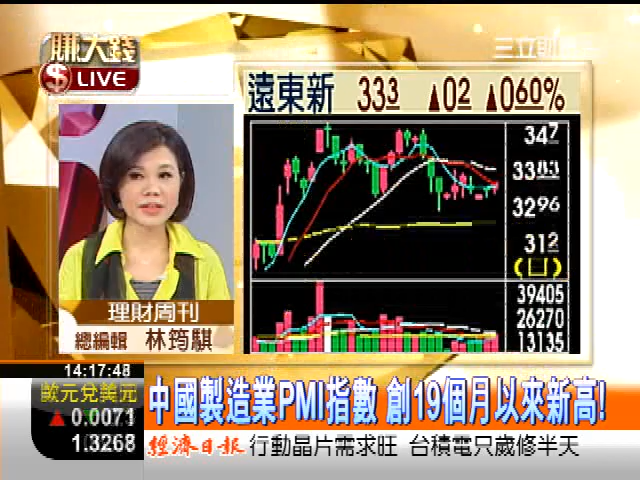 賺大錢
LIVE
三立財經
遠東新 333 ▲02 ▲060%
347
3383
3296
312
(日)
39405
26270
13135
理財周刊
總編輯 林筠騏
14:17:48
歐元兌美元
▲ 0.0071
1.3268
中國製造業PMI指數 創19個月以來新高!
經濟日報 行動晶片需求旺 台積電只歲修半天